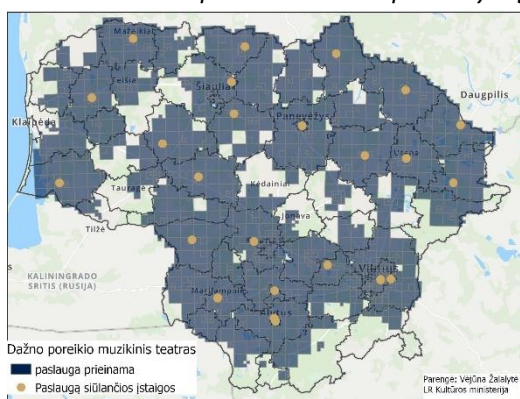 Mažeikiai
Telšiai
Šiauliai
Daugpilis
Klaipėda
Panevėžys
Utena
Tauragė
Kėdainiai
Jonava
Tilžė
KALININGRADO
SRITIS (RUSIJA)
Vilnius
Marijampolė
Alytus
Dažno poreikio muzikinis teatras
paslauga prieinama
Paslaugą siūlančios įstaigos
Parengė: Vėjūna Žalalytė
LR Kultūros ministerija